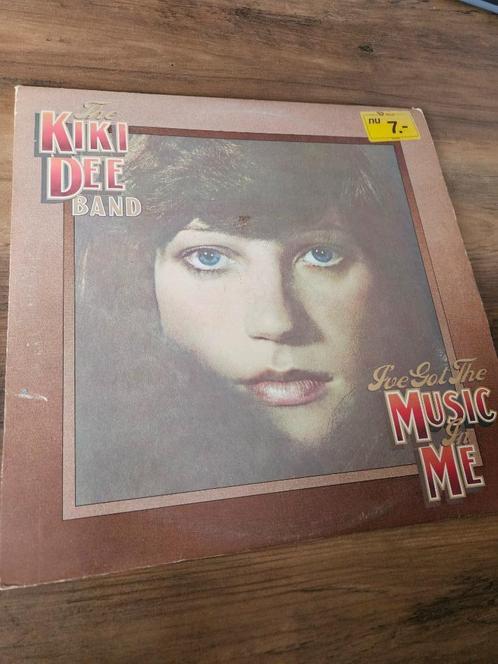 The
KIKI
DEE
BAND
nu 7.-
I've Got The
MUSIC
In
ME